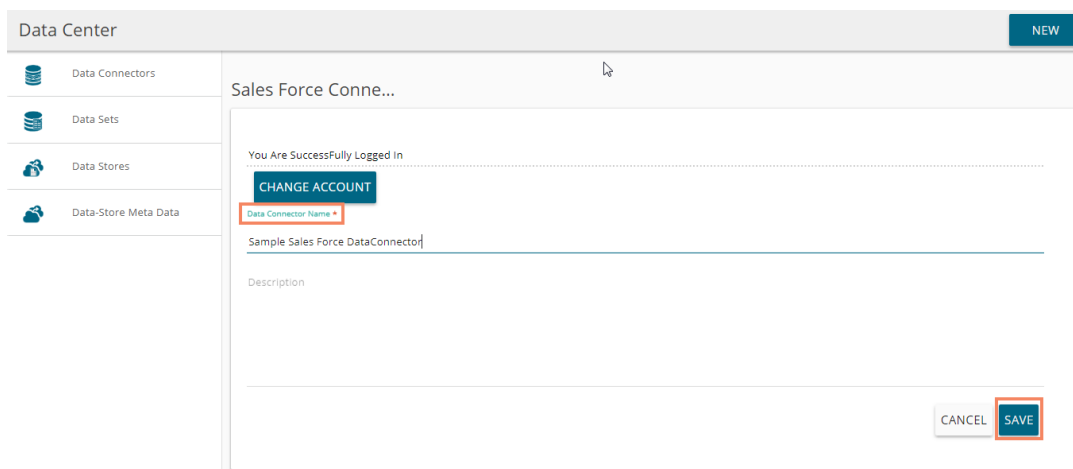 Data Center
NEW
Data Connectors
Data Sets
Data Stores
Data-Store Meta Data
Sales Force Conne...
You Are SuccessFully Logged In
CHANGE ACCOUNT
Data Connector Name *
Sample Sales Force DataConnector
Description
CANCEL
SAVE